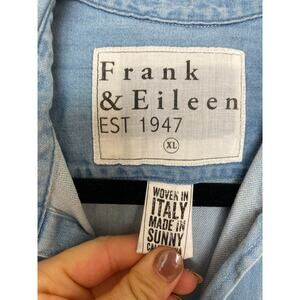 Frank
& Eileen
EST 1947
XL
WOVEN IN
ITALY
MADE IN
SUNNY